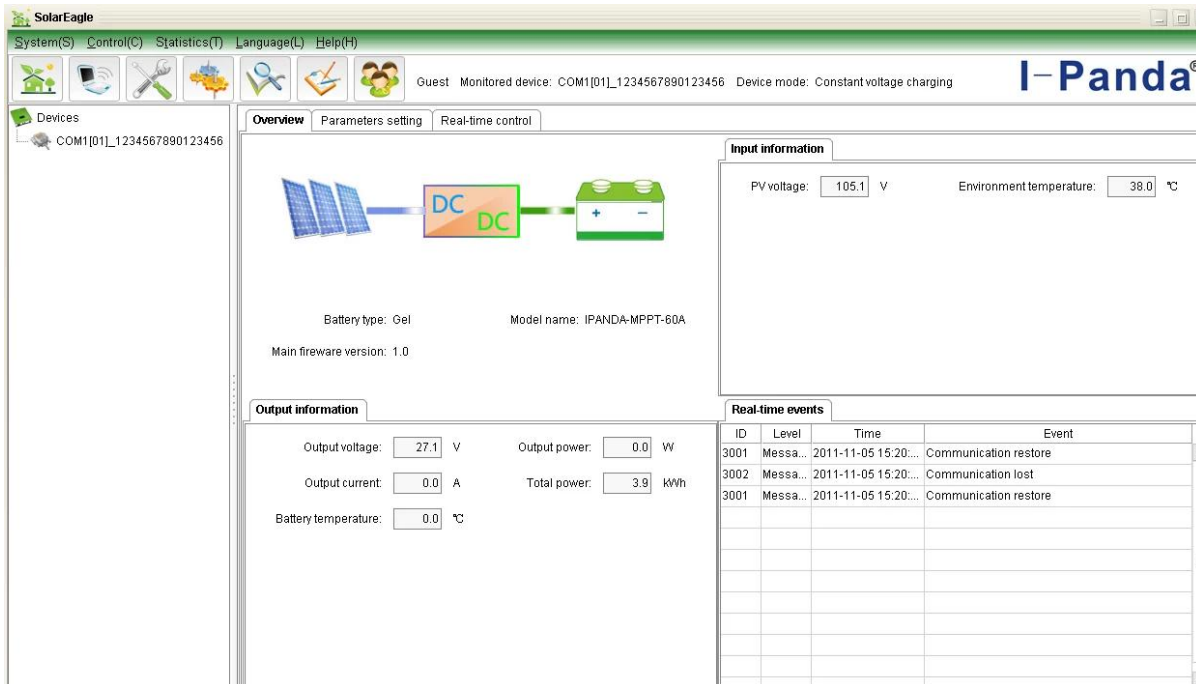 SolarEagle
System(S) Control(C) Statistics(T) Language(L) Help(H)
Guest Monitored device: COM1[01]_1234567890123456 Device mode: Constant voltage charging
I-Panda®
Devices
COM1[01]_1234567890123456
Overview Parameters setting Real-time control
DC
DC
+ −
Battery type: Gel Model name: IPANDA-MPPT-60A
Main fireware version: 1.0
Input information
PV voltage: 105.1 V Environment temperature: 38.0 ℃
Output information
Output voltage: 27.1 V Output power: 0.0 W
Output current: 0.0 A Total power: 3.9 kWh
Battery temperature: 0.0 ℃
Real-time events
ID Level Time Event
3001 Messa... 2011-11-05 15:20:... Communication restore
3002 Messa... 2011-11-05 15:20:... Communication lost
3001 Messa... 2011-11-05 15:20:... Communication restore